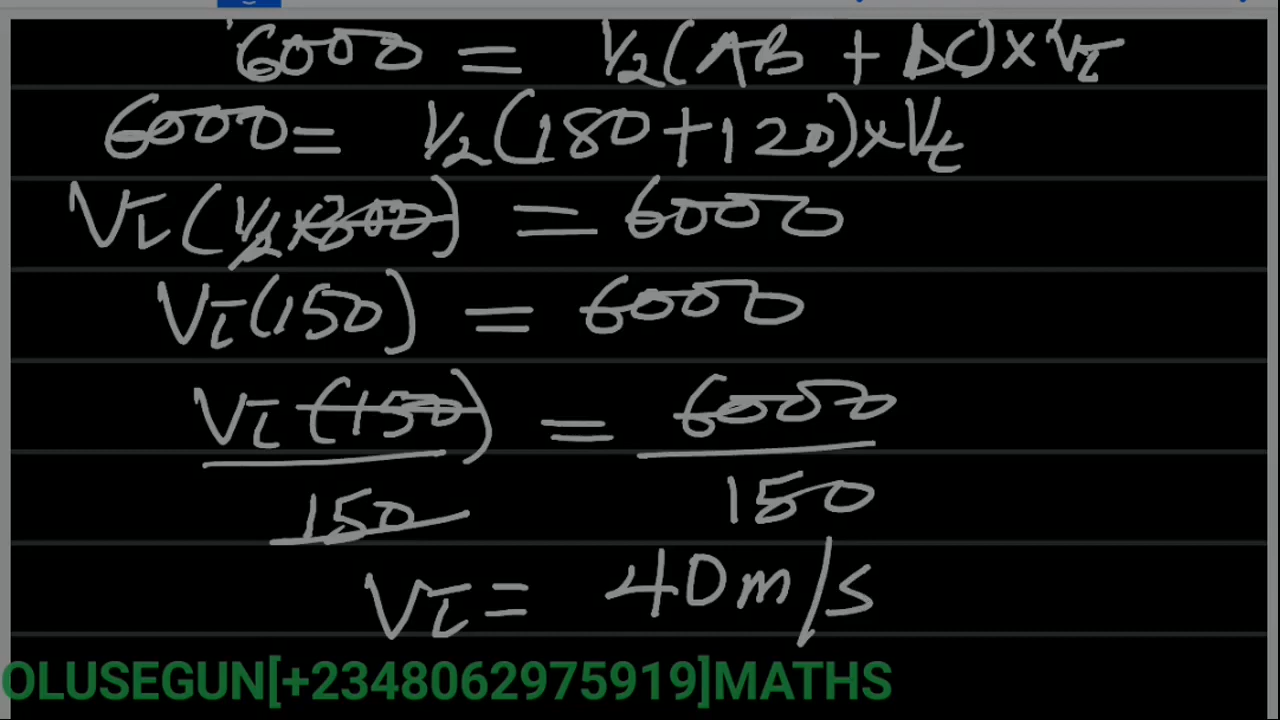 6000 = 1/2(AB + DC)×Vt
6000 = 1/2(180+120)×Vt
Vt(1/2×300) = 6000
Vt(150) = 6000
Vt(150)/150 = 6000/150
Vt = 40m/s
OLUSEGUN[+2348062975919]MATHS